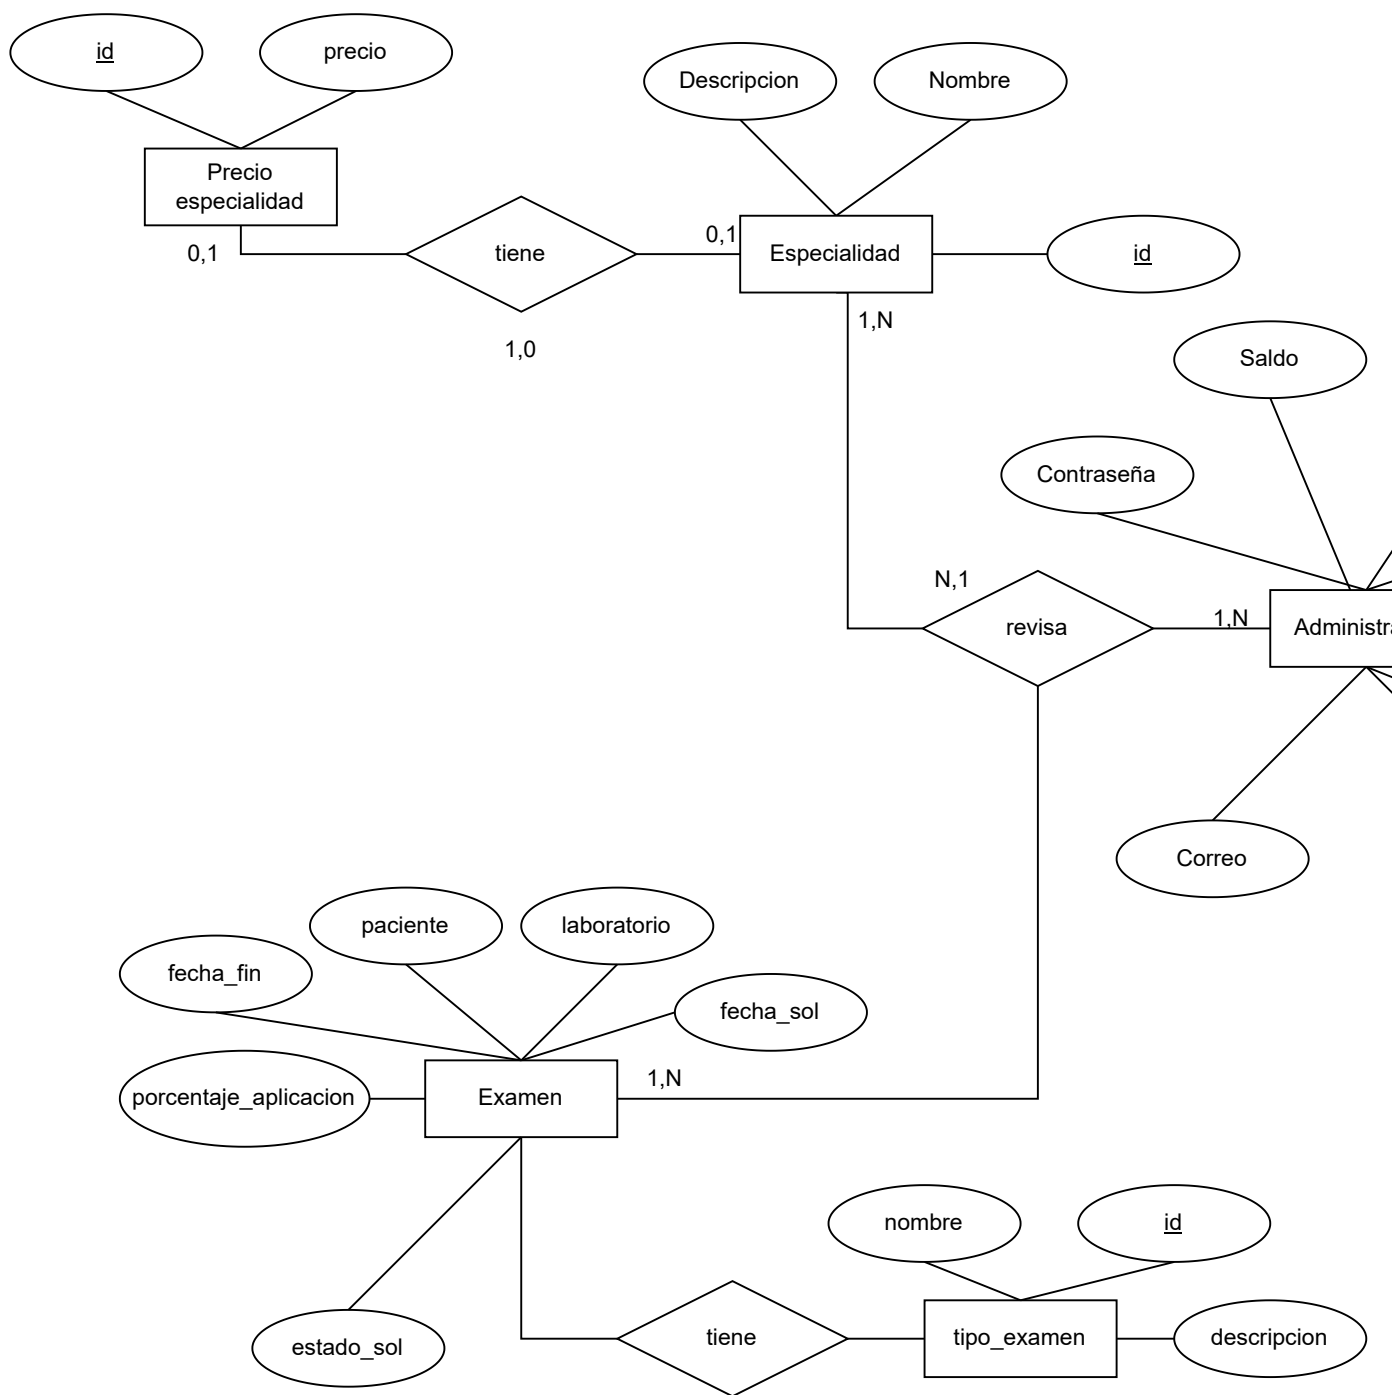 id
precio
Descripcion
Nombre
Precio
especialidad
0,1
tiene
0,1
Especialidad
id
1,0
1,N
Saldo
Contraseña
N,1
revisa
1,N
Administra
Correo
paciente
laboratorio
fecha_fin
fecha_sol
porcentaje_aplicacion
Examen
1,N
nombre
id
estado_sol
tiene
tipo_examen
descripcion